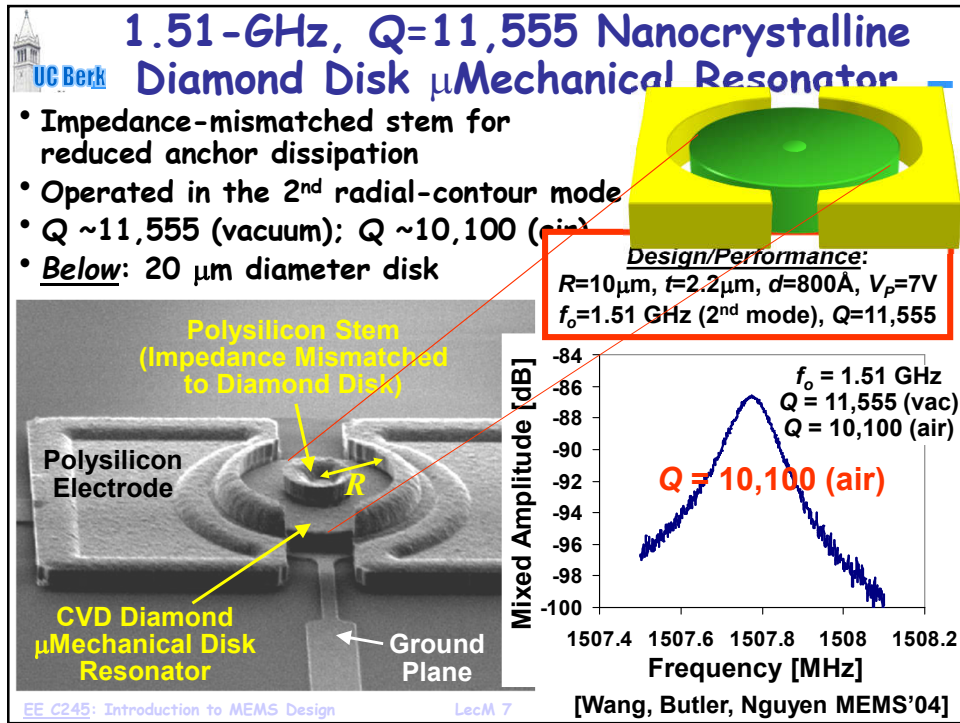 1.51-GHz, Q=11,555 Nanocrystalline
Diamond Disk μMechanical Resonator
UC Berk
• Impedance-mismatched stem for
reduced anchor dissipation
• Operated in the 2nd radial-contour mode
• Q ~11,555 (vacuum); Q ~10,100 (air)
• Below: 20 μm diameter disk
Design/Performance:
R=10μm, t=2.2μm, d=800Å, VP=7V
fo=1.51 GHz (2nd mode), Q=11,555
Polysilicon Stem
(Impedance Mismatched
to Diamond Disk)
Polysilicon
Electrode
R
CVD Diamond
μMechanical Disk
Resonator
Ground
Plane
Mixed Amplitude [dB]
-84
-86
-88
-90
-92
-94
-96
-98
-100
fo = 1.51 GHz
Q = 11,555 (vac)
Q = 10,100 (air)
Q = 10,100 (air)
1507.4 1507.6 1507.8 1508 1508.2
Frequency [MHz]
[Wang, Butler, Nguyen MEMS'04]
EE C245: Introduction to MEMS Design LecM 7